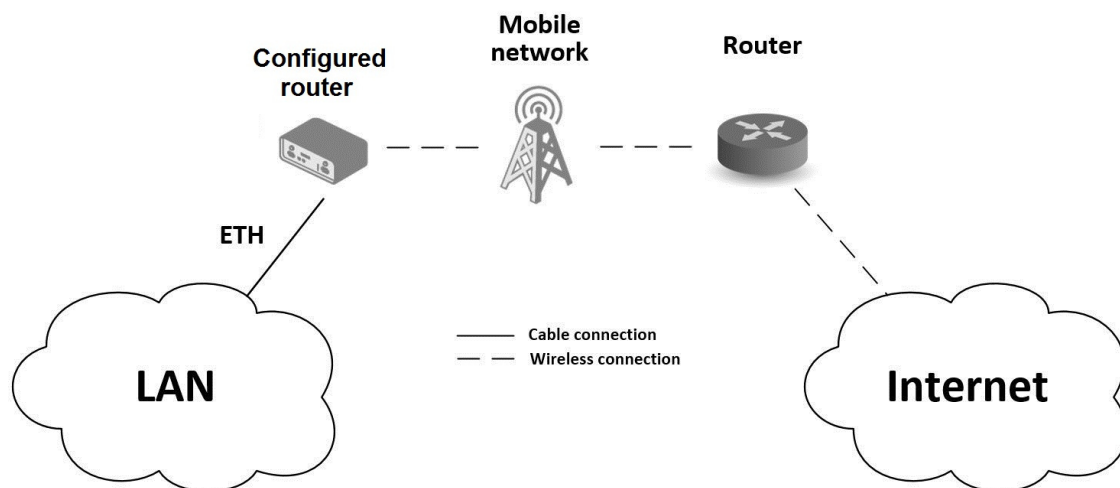 Mobile
network
Configured
router
Router
ETH
Cable connection
Wireless connection
LAN
Internet